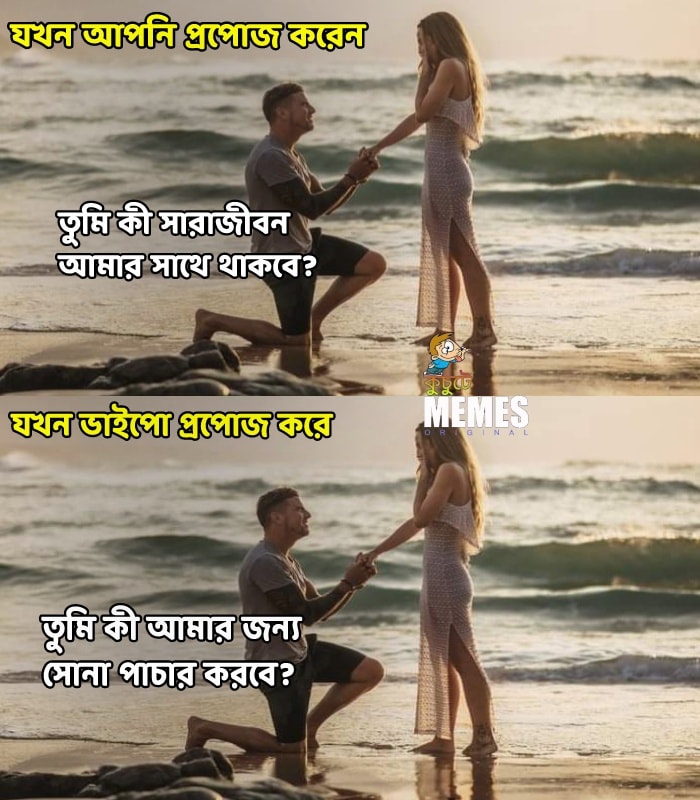 যখন আপনি প্রপোজ করেন
তুমি কী সারাজীবন
আমার সাথে থাকবে?
কুচুটে
MEMES
ORIGINAL
যখন ভাইপো প্রপোজ করে
তুমি কী আমার জন্য
সোনা পাচার করবে?